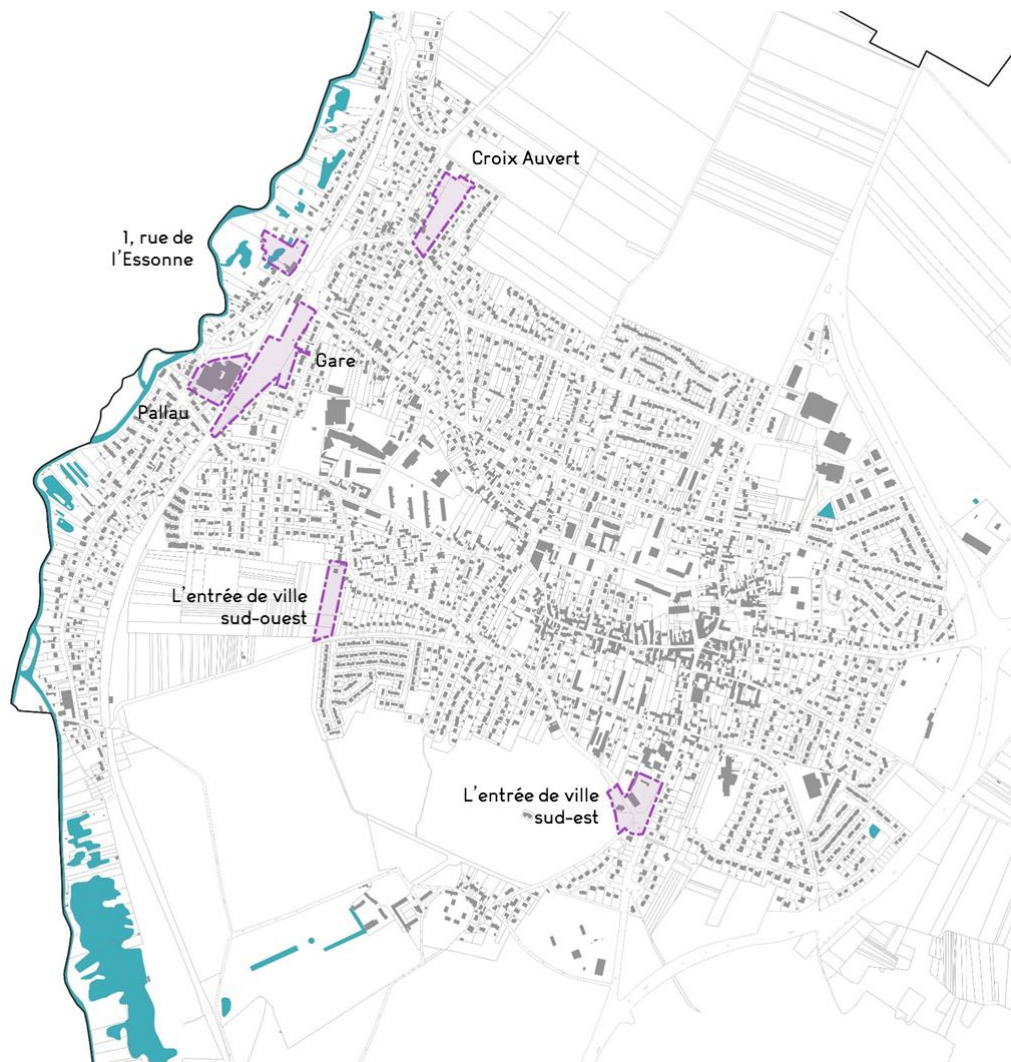 Croix Auvert
1, rue de
l'Essonne
Gare
Pallau
L'entrée de ville
sud-ouest
L'entrée de ville
sud-est